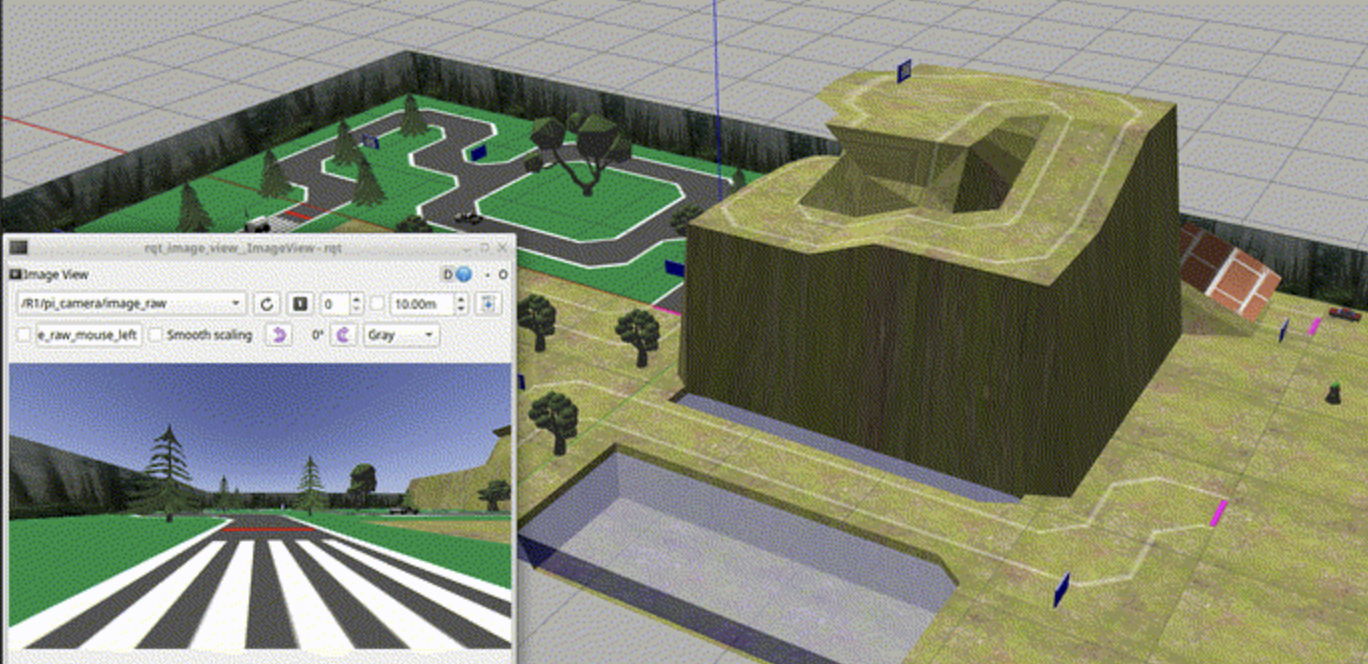 rqt_image_view__ImageView - rqt
Image View
D
O
/R1/pi_camera/image_raw
0
10.00m
e_raw_mouse_left
Smooth scaling
0°
Gray